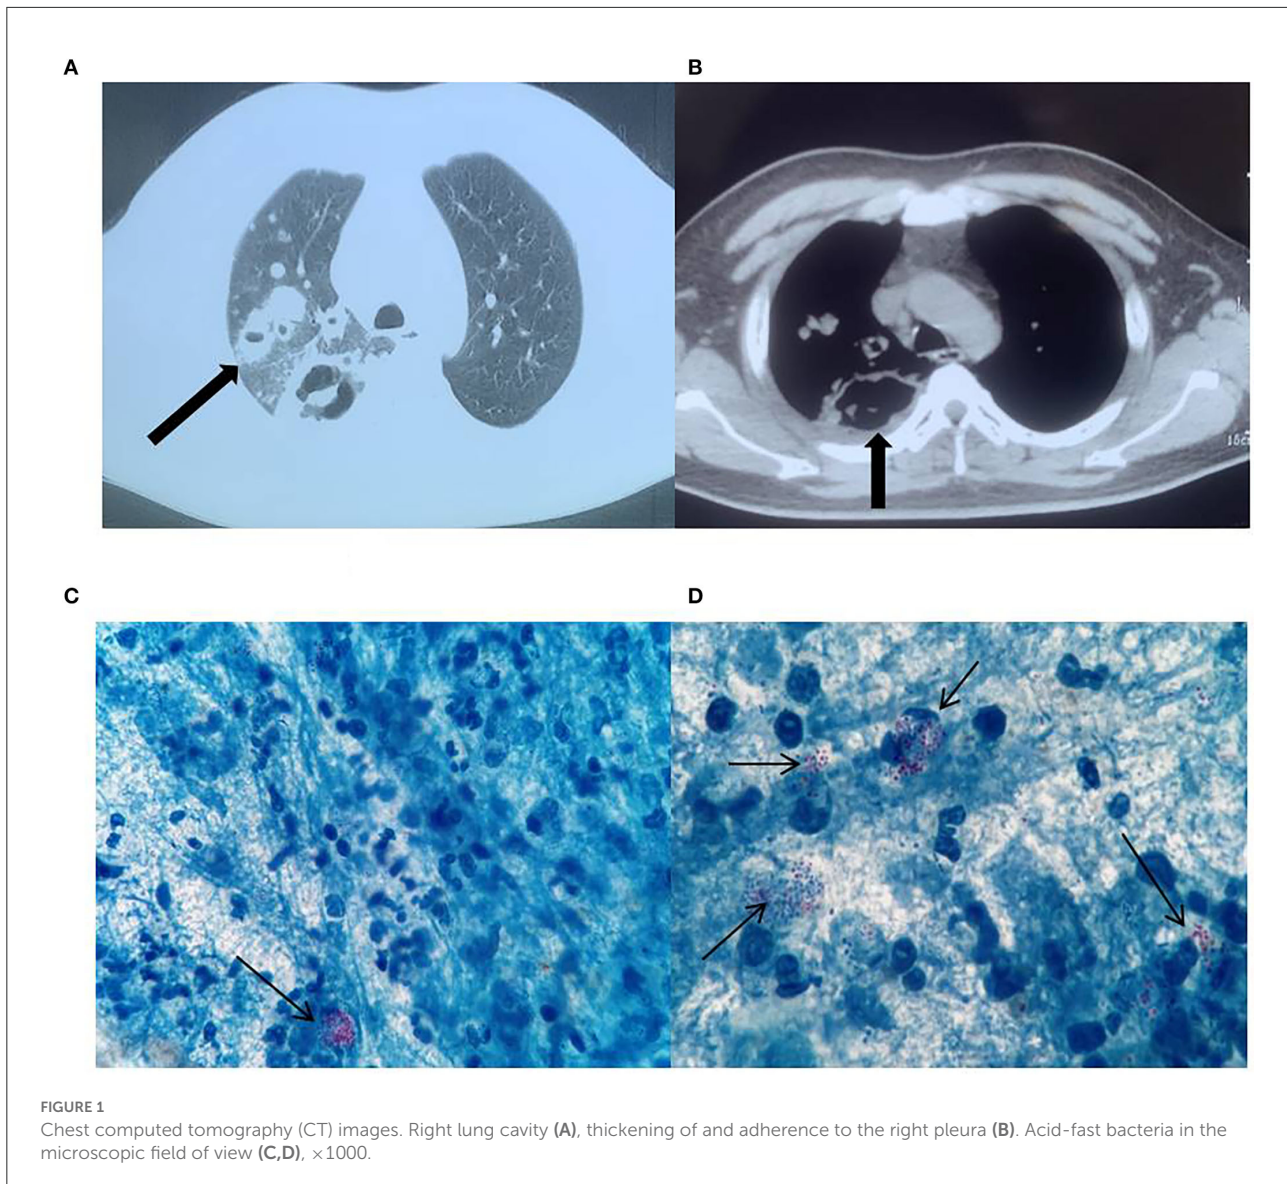 A
B
C
D
FIGURE 1
Chest computed tomography (CT) images. Right lung cavity (A), thickening of and adherence to the right pleura (B). Acid-fast bacteria in the
microscopic field of view (C,D), ×1000.